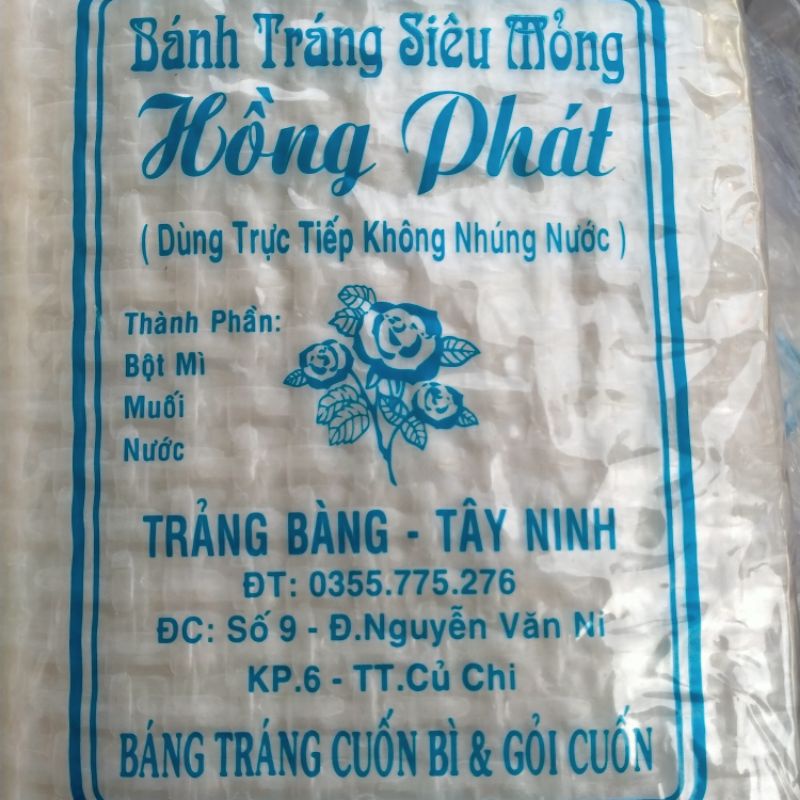 Bánh Tráng Siêu Mỏng
Hồng Phát
( Dùng Trực Tiếp Không Nhúng Nước )
Thành Phần:
Bột Mì
Muối
Nước
TRẢNG BÀNG - TÂY NINH
ĐT: 0355.775.276
ĐC: Số 9 - Đ.Nguyễn Văn Ni
KP.6 - TT.Củ Chi
BÁNG TRÁNG CUỐN BÌ & GỎI CUỐN